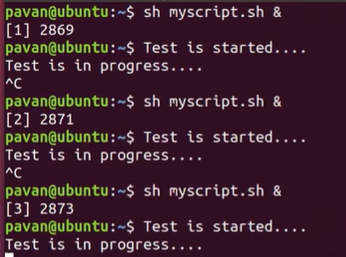 pavan@ubuntu:~$ sh myscript.sh &
[1] 2869
pavan@ubuntu:~$ Test is started....
Test is in progress....
^C
pavan@ubuntu:~$ sh myscript.sh &
[2] 2871
pavan@ubuntu:~$ Test is started....
Test is in progress....
^C
pavan@ubuntu:~$ sh myscript.sh &
[3] 2873
pavan@ubuntu:~$ Test is started....
Test is in progress....